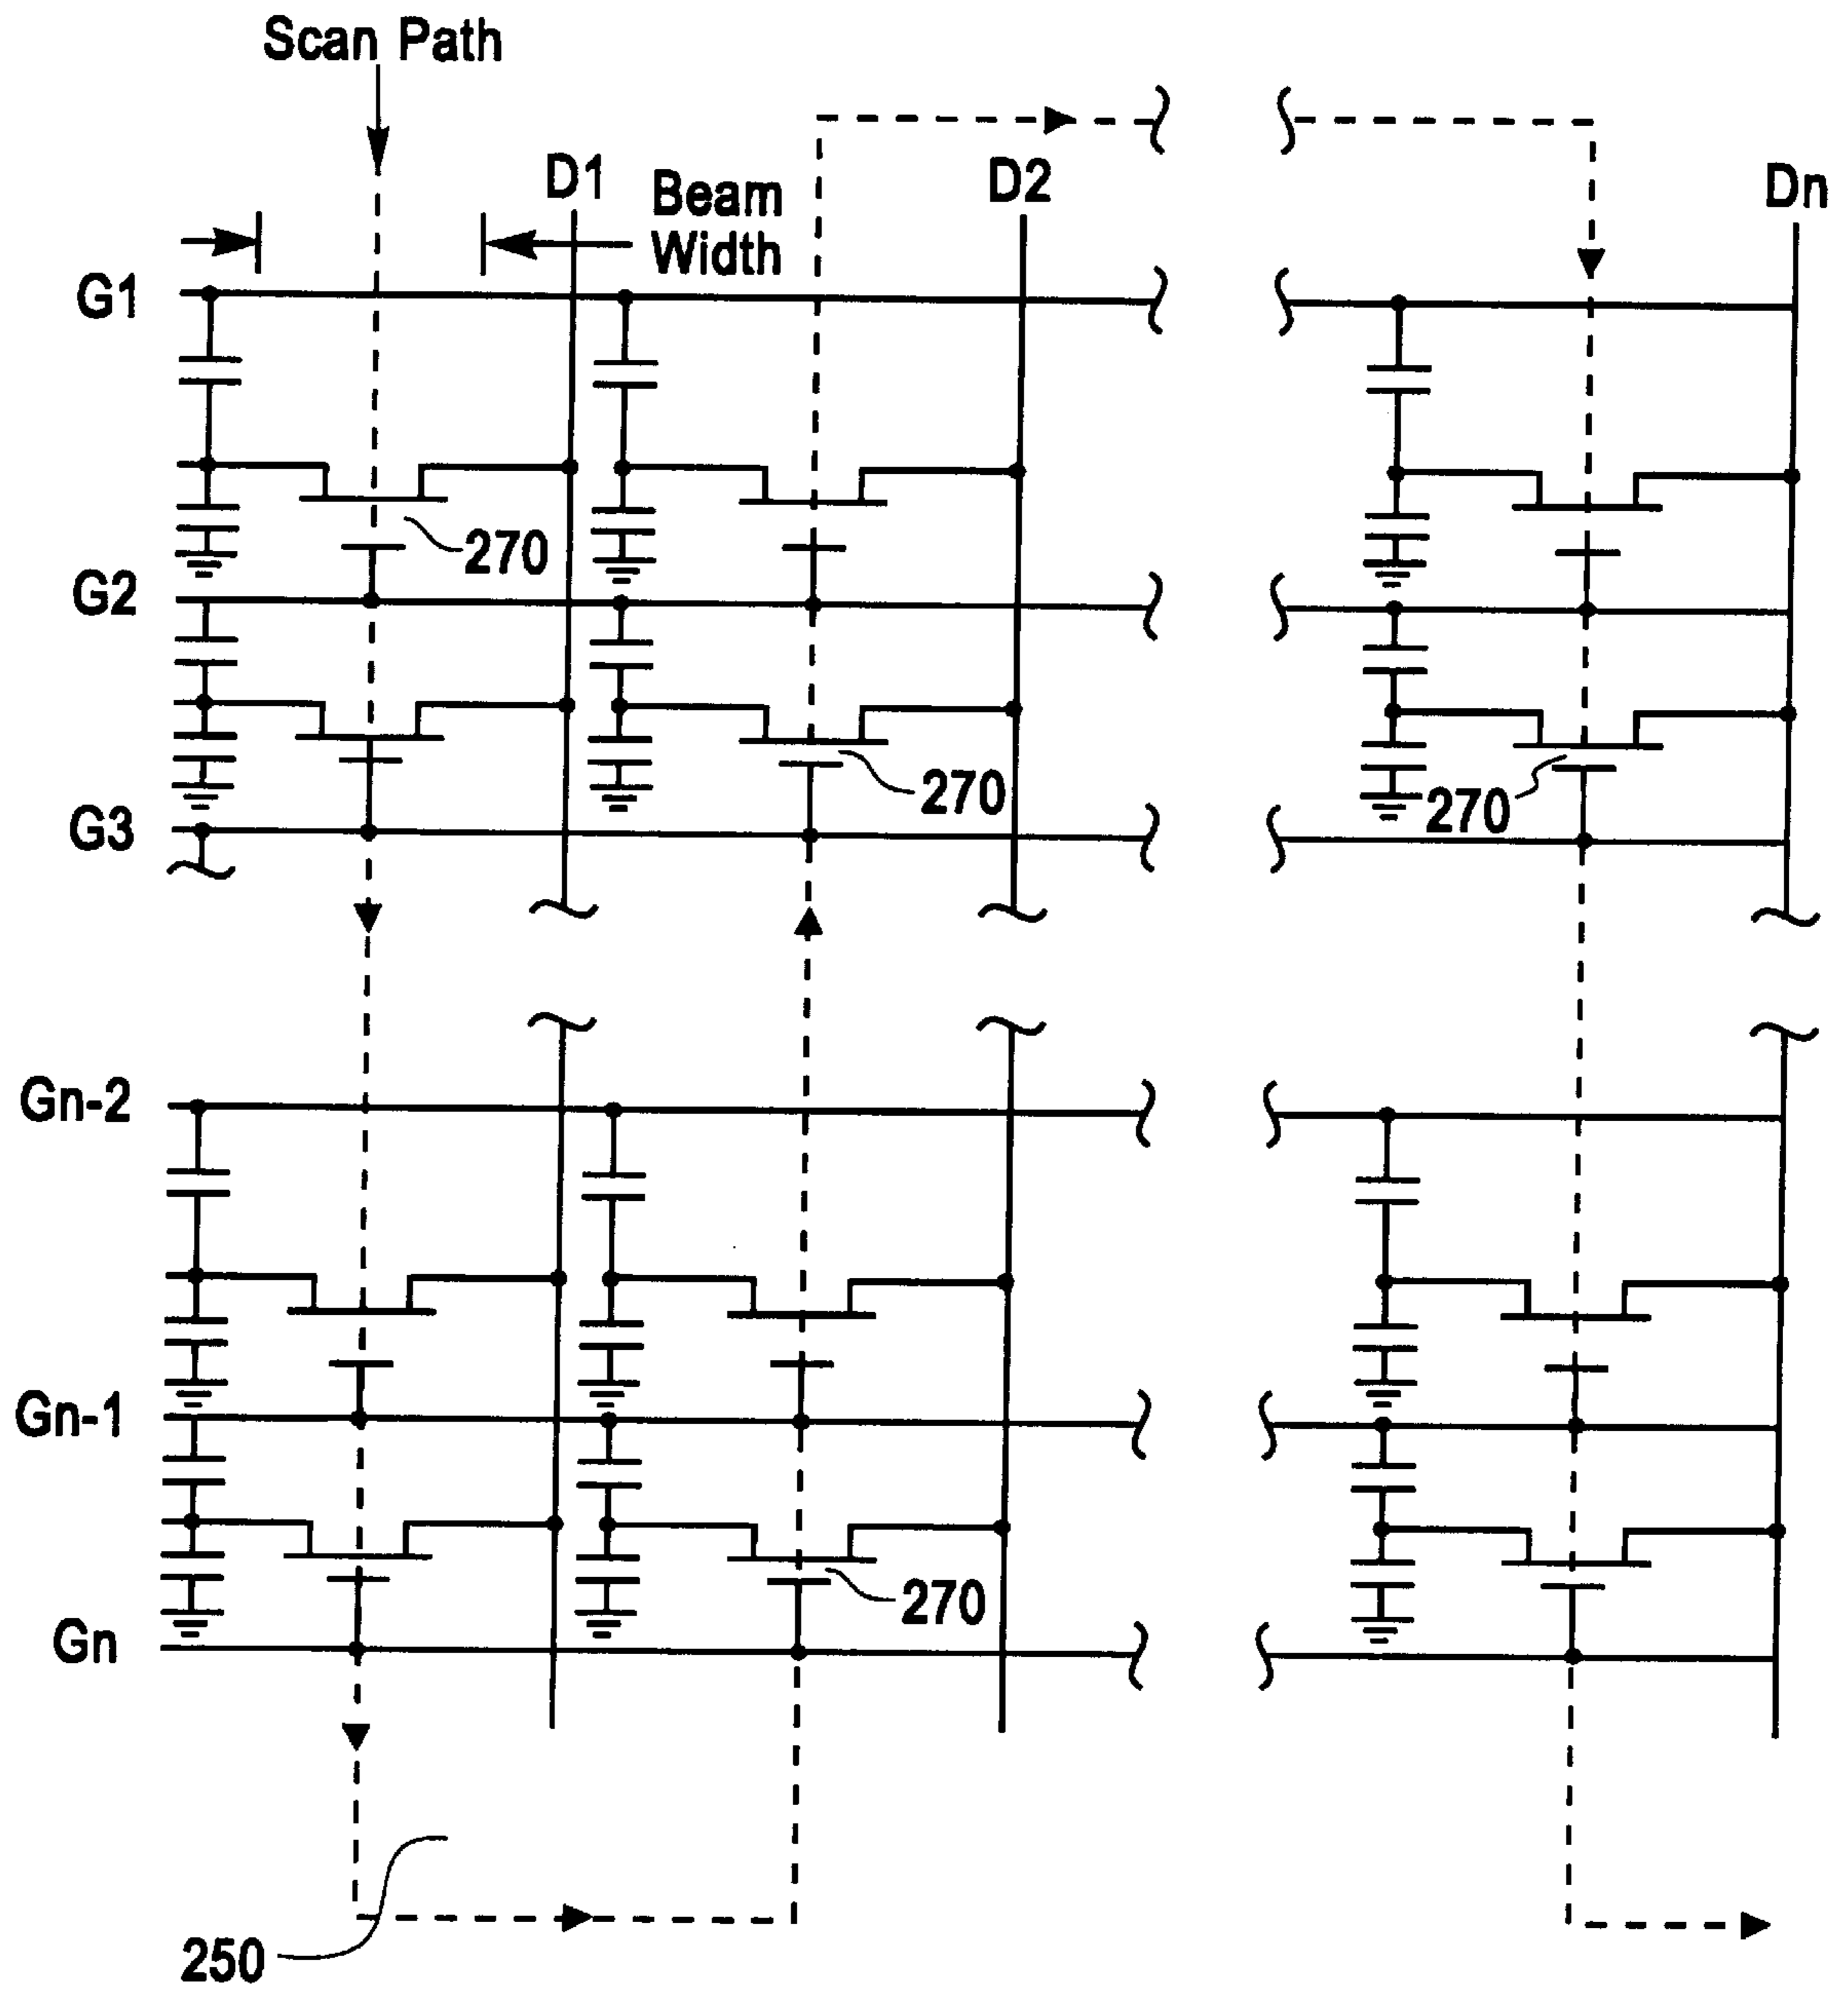 Scan Path
D1
Beam
Width
D2
Dn
G1
270
G2
270
270
G3
Gn-2
Gn-1
270
Gn
250